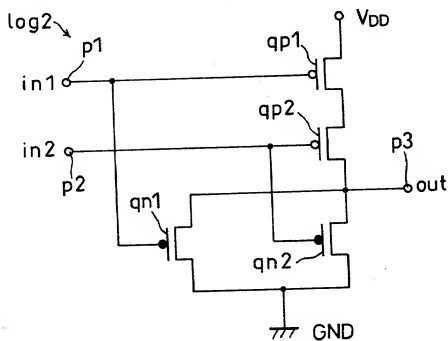 log2
p1
in1
in2
p2
qp1
VDD
qp2
p3
out
qn1
qn2
GND